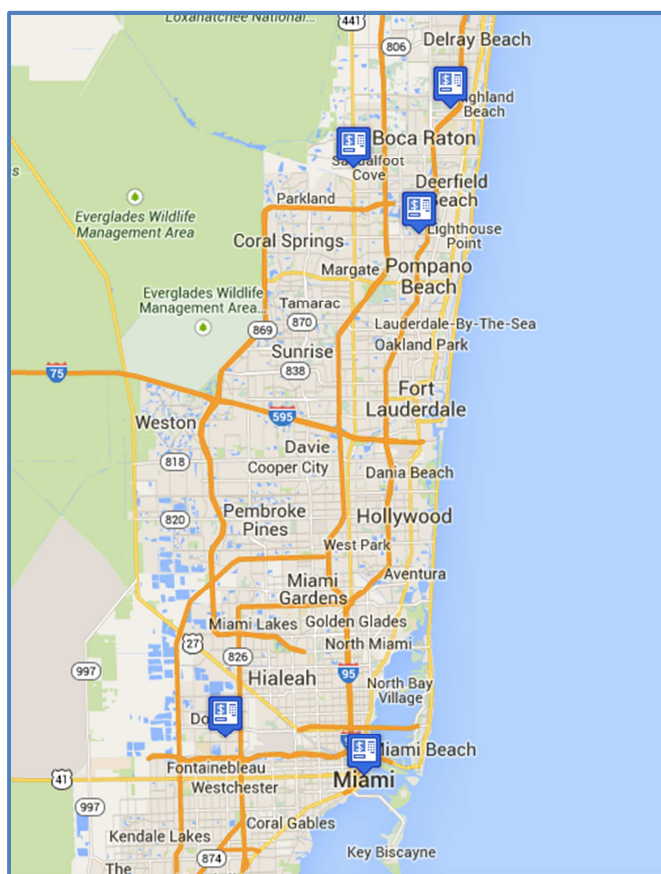 Loxahatchee National...
441
806
Delray Beach
Highland
Beach
Boca Raton
Sandalfoot
Cove
Deerfield
Beach
Parkland
Everglades Wildlife
Management Area
Lighthouse
Point
Coral Springs
Margate
Pompano
Beach
Everglades Wildlife
Management Area...
Tamarac
869
870
Lauderdale-By-The-Sea
Oakland Park
Sunrise
838
75
Fort
Lauderdale
595
Weston
Davie
818
Cooper City
Dania Beach
820
Pembroke
Pines
Hollywood
West Park
Aventura
Miami
Gardens
Miami Lakes
Golden Glades
27
North Miami
826
997
Hialeah
95
North Bay
Village
Do
Miami Beach
Fontainebleau
41
Miami
Westchester
997
Coral Gables
Kendale Lakes
874
Key Biscayne
The